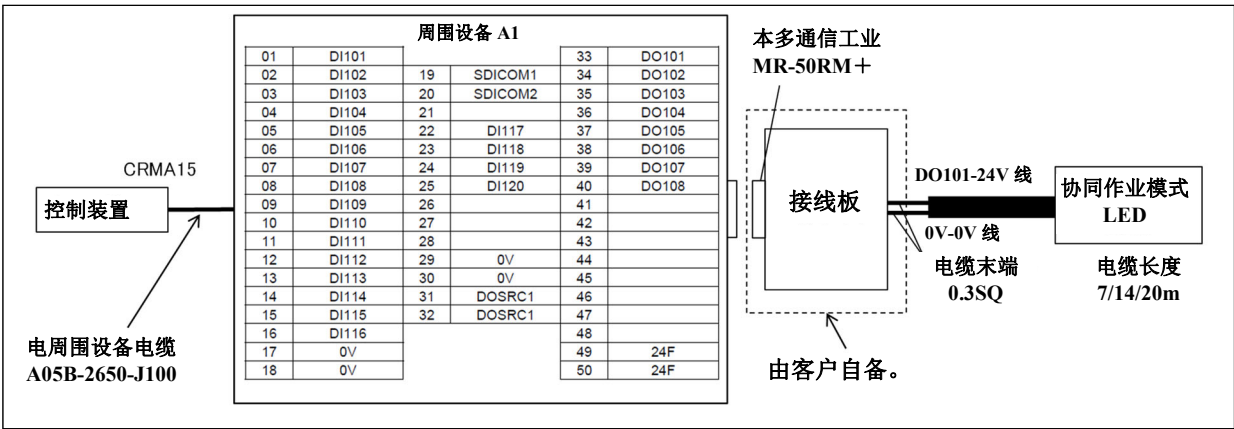 周围设备 A1
01 DI101 33 DO101
02 DI102 19 SDICOM1 34 DO102
03 DI103 20 SDICOM2 35 DO103
04 DI104 21 36 DO104
05 DI105 22 DI117 37 DO105
06 DI106 23 DI118 38 DO106
07 DI107 24 DI119 39 DO107
08 DI108 25 DI120 40 DO108
09 DI109 26 41
10 DI110 27 42
11 DI111 28 43
12 DI112 29 0V 44
13 DI113 30 0V 45
14 DI114 31 DOSRC1 46
15 DI115 32 DOSRC1 47
16 DI116 48
17 0V 49 24F
18 0V 50 24F
CRMA15
控制装置
电周围设备电缆
A05B-2650-J100
本多通信工业
MR-50RM＋
接线板
由客户自备。
DO101-24V 线
0V-0V 线
电缆末端
0.3SQ
协同作业模式
LED
电缆长度
7/14/20m